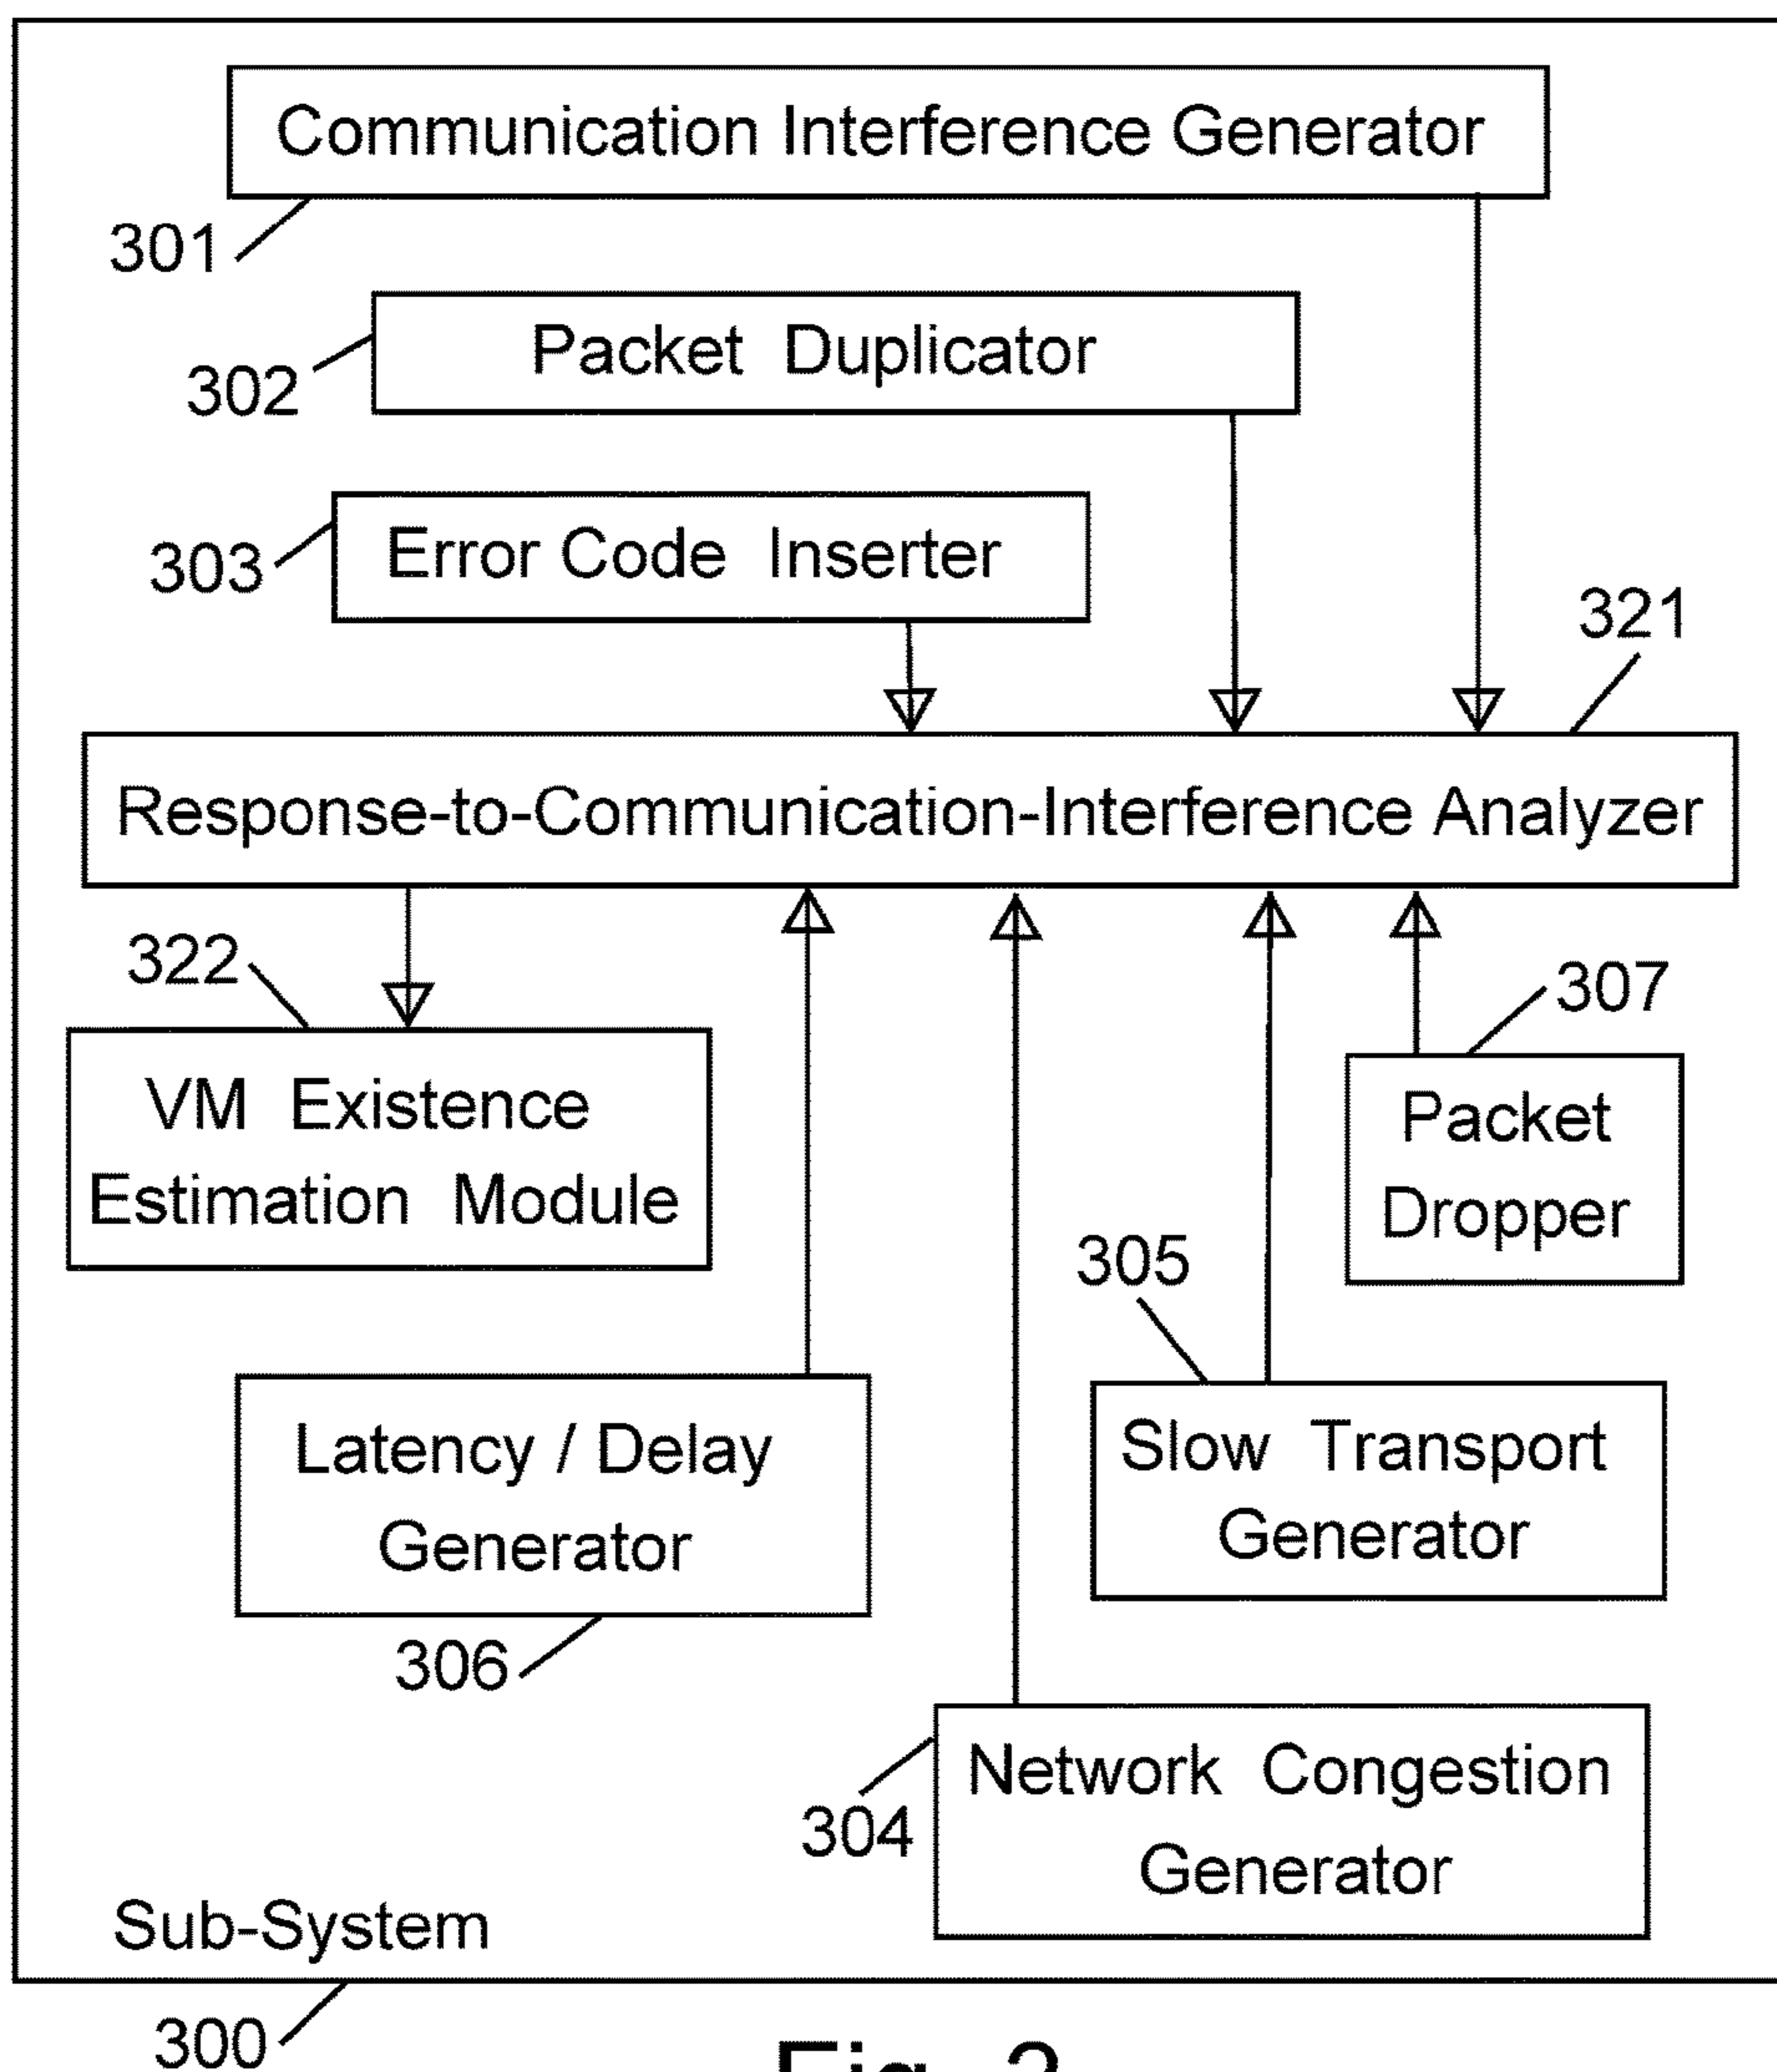 Communication Interference Generator
301
Packet Duplicator
302
Error Code Inserter
303
321
Response-to-Communication-Interference Analyzer
322
307
VM Existence
Estimation Module
Packet
Dropper
305
Latency / Delay
Generator
Slow Transport
Generator
306
Network Congestion
Generator
304
Sub-System
300
Fig.